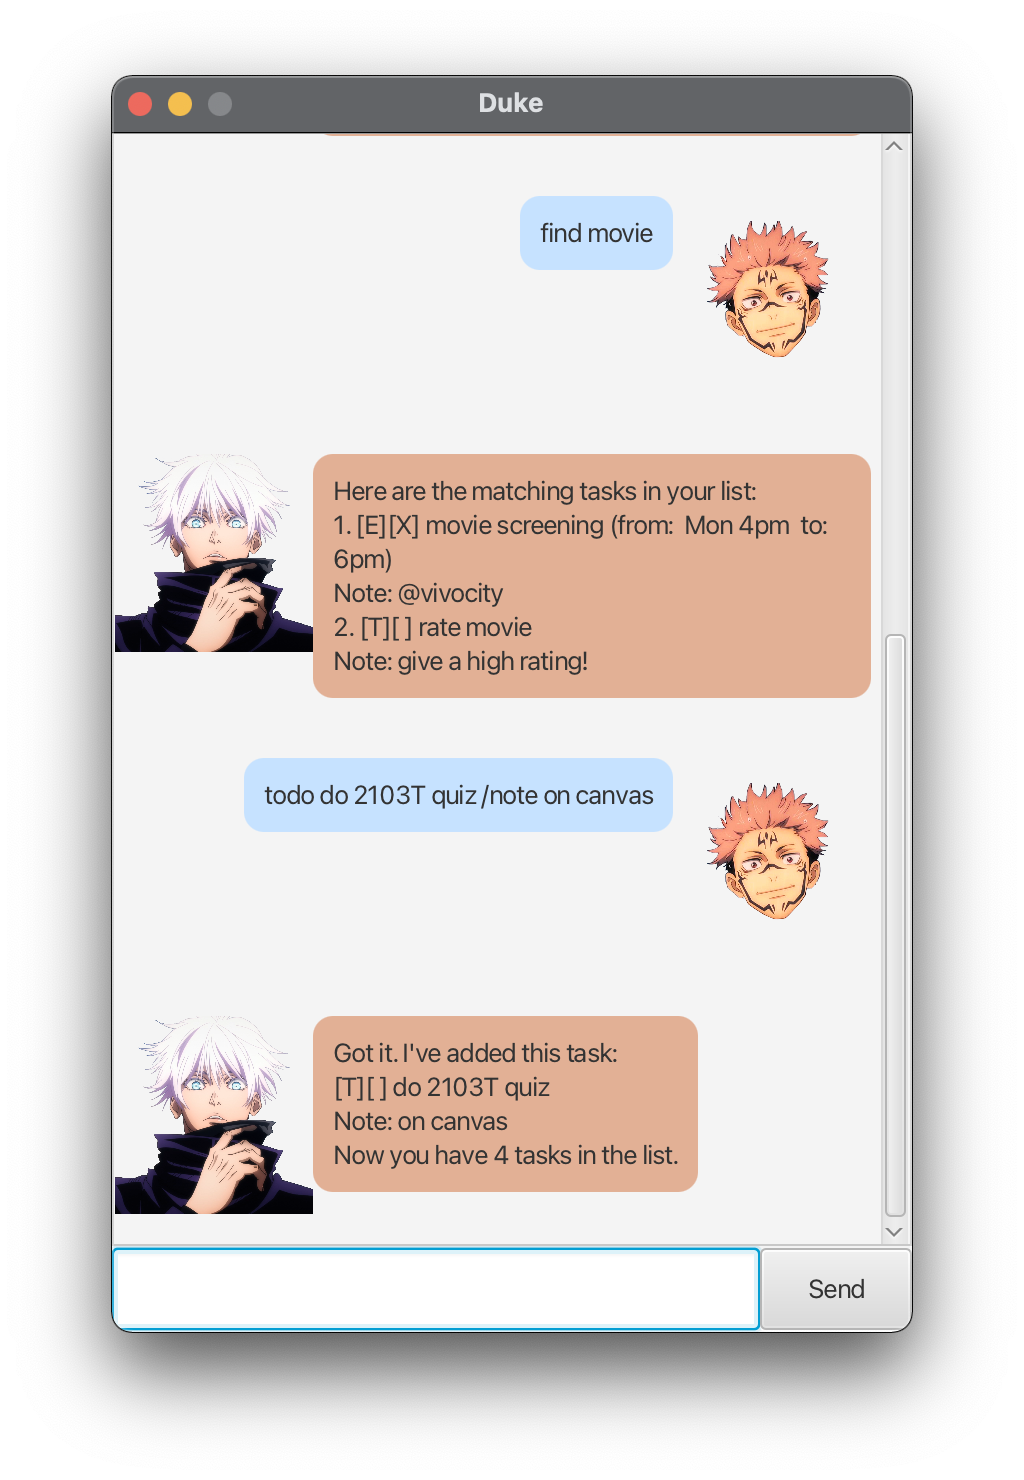 Duke
find movie
Here are the matching tasks in your list:
1. [E][X] movie screening (from:  Mon 4pm  to:
6pm)
Note: @vivocity
2. [T][ ] rate movie
Note: give a high rating!
todo do 2103T quiz /note on canvas
Got it. I've added this task:
[T][ ] do 2103T quiz
Note: on canvas
Now you have 4 tasks in the list.
Send